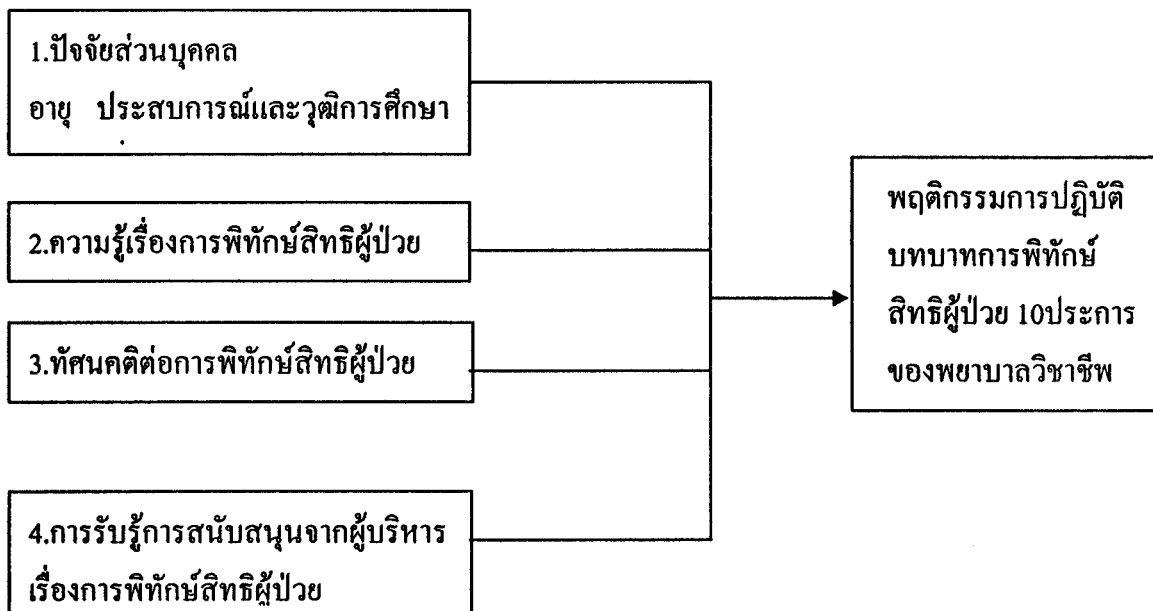 1.ปัจจัยส่วนบุคคล
อายุ ประสบการณ์และวุฒิการศึกษา
2.ความรู้เรื่องการพิทักษ์สิทธิผู้ป่วย
3.ทัศนคติต่อการพิทักษ์สิทธิผู้ป่วย
4.การรับรู้การสนับสนุนจากผู้บริหาร
เรื่องการพิทักษ์สิทธิผู้ป่วย
พฤติกรรมการปฏิบัติ
บทบาทการพิทักษ์
สิทธิผู้ป่วย 10ประการ
ของพยาบาลวิชาชีพ